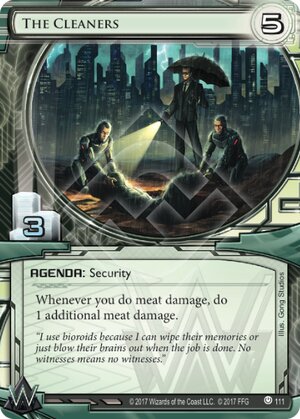 THE CLEANERS
5
3
AGENDA: Security
Whenever you do meat damage, do
1 additional meat damage.
"I use bioroids because I can wipe their memories or
just blow their brains out when the job is done. No
witnesses means no witnesses."
Illus. Gong Studios
© 2017 Wizards of the Coast LLC. © 2017 FFG
111